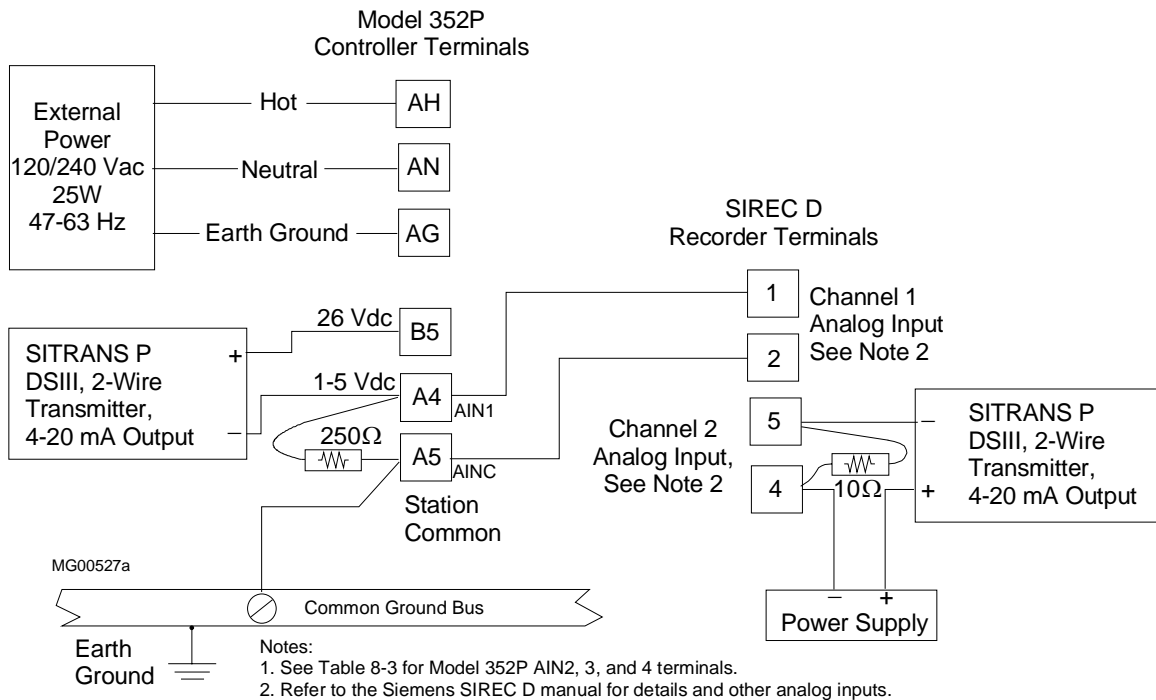 Model 352P
Controller Terminals
External
Power
120/240 Vac
25W
47-63 Hz
Hot
AH
Neutral
AN
Earth Ground
AG
SIREC D
Recorder Terminals
1
Channel 1
Analog Input
See Note 2
2
SITRANS P
DSIII, 2-Wire
Transmitter,
4-20 mA Output
+
–
26 Vdc
B5
1-5 Vdc
A4
AIN1
250Ω
A5
AINC
Station
Common
Channel 2
Analog Input,
See Note 2
5
4
10Ω
–
+
SITRANS P
DSIII, 2-Wire
Transmitter,
4-20 mA Output
– +
Power Supply
MG00527a
Common Ground Bus
Earth
Ground
Notes:
1. See Table 8-3 for Model 352P AIN2, 3, and 4 terminals.
2. Refer to the Siemens SIREC D manual for details and other analog inputs.